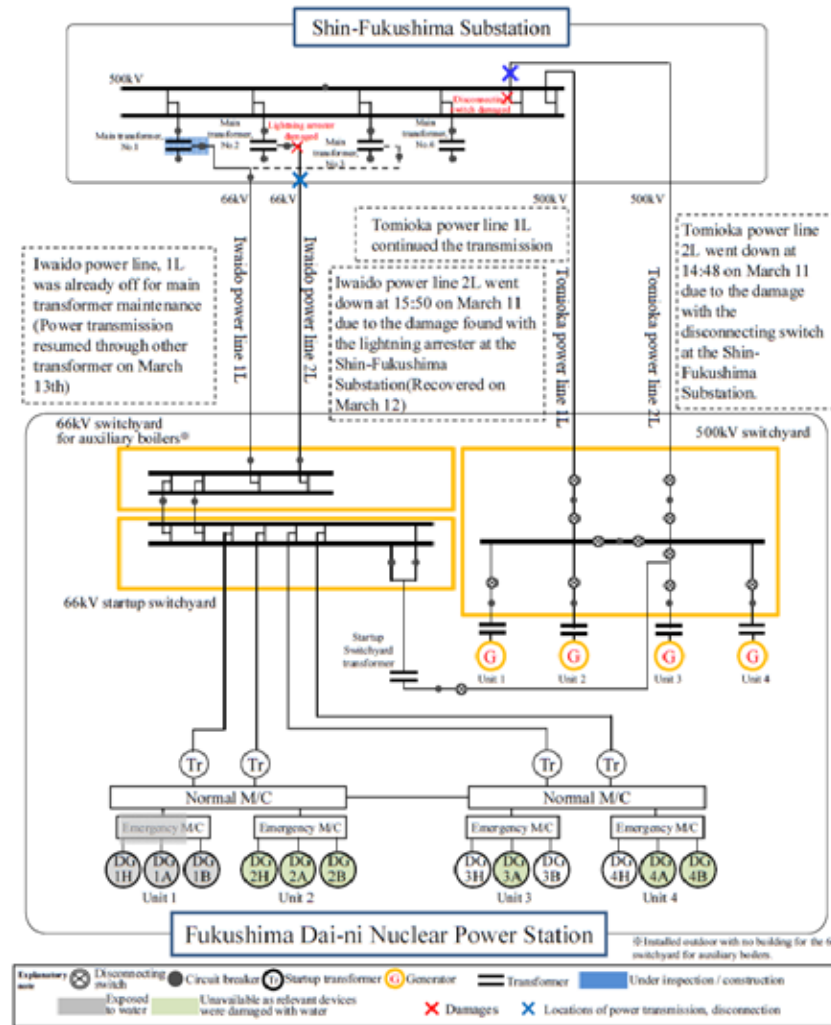 Shin-Fukushima Substation
500kV
Disconnecting
switch damaged
Main transformer,
No.1
Main
transformer,
No.2
Lightning arrester
damaged
Main
transformer,
No.3
Main
transformer,
No.4
66kV
66kV
500kV
500kV
Iwaido power line 1L
Iwaido power line 2L
Tomioka power line 1L
Tomioka power line 2L
Iwaido power line, 1L
was already off for main
transformer maintenance
(Power transmission
resumed through other
transformer on March
13th)
Tomioka power line 1L
continued the transmission
Iwaido power line 2L went
down at 15:50 on March 11
due to the damage found with
the lightning arrester at the
Shin-Fukushima
Substation(Recovered on
March 12)
Tomioka power line
2L went down at
14:48 on March 11
due to the damage
with the
disconnecting switch
at the Shin-
Fukushima
Substation.
66kV switchyard
for auxiliary boilers※
500kV switchyard
66kV startup switchyard
Startup
Switchyard
transformer
G
G
G
G
Unit 1
Unit 2
Unit 3
Unit 4
Tr
Tr
Tr
Tr
Normal M/C
Normal M/C
Emergency M/C
Emergency M/C
Emergency M/C
Emergency M/C
DG 1H
DG 1A
DG 1B
DG 2H
DG 2A
DG 2B
DG 3H
DG 3A
DG 3B
DG 4H
DG 4A
DG 4B
Unit 1
Unit 2
Unit 3
Unit 4
Fukushima Dai-ni Nuclear Power Station
※Installed outdoor with no building for the 6
switchyard for auxiliary boilers.
Explanatory
note
Disconnecting
switch
Circuit breaker
Tr
Startup transformer
G
Generator
Transformer
Under inspection / construction
Exposed
to water
Unavailable as relevant devices
were damaged with water
Damages
Locations of power transmission, disconnection